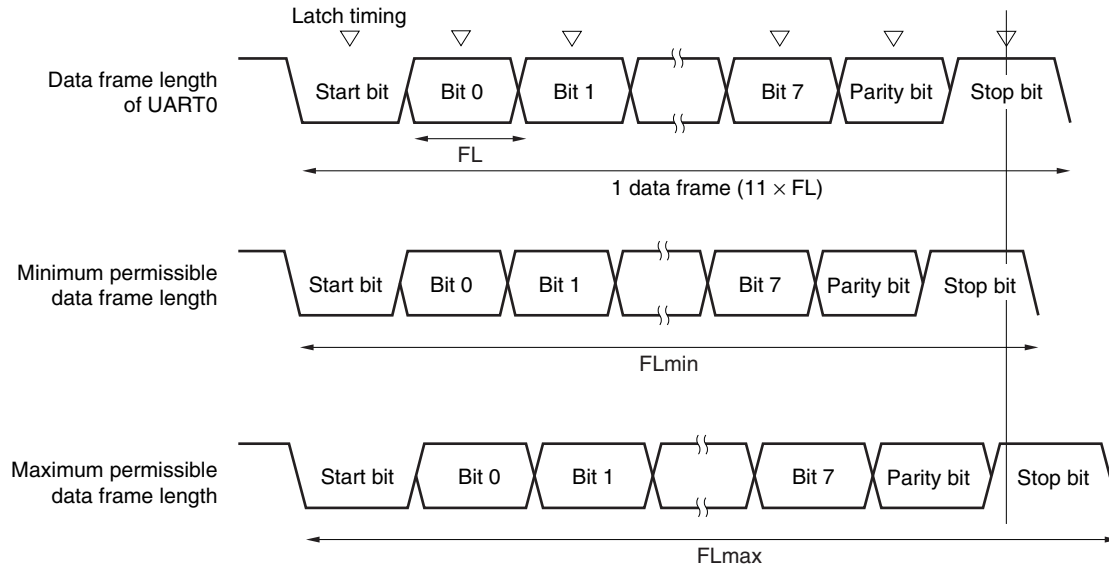 Latch timing
Data frame length
of UART0
Start bit
Bit 0
Bit 1
Bit 7
Parity bit
Stop bit
FL
1 data frame (11 × FL)
Minimum permissible
data frame length
Start bit
Bit 0
Bit 1
Bit 7
Parity bit
Stop bit
FLmin
Maximum permissible
data frame length
Start bit
Bit 0
Bit 1
Bit 7
Parity bit
Stop bit
FLmax